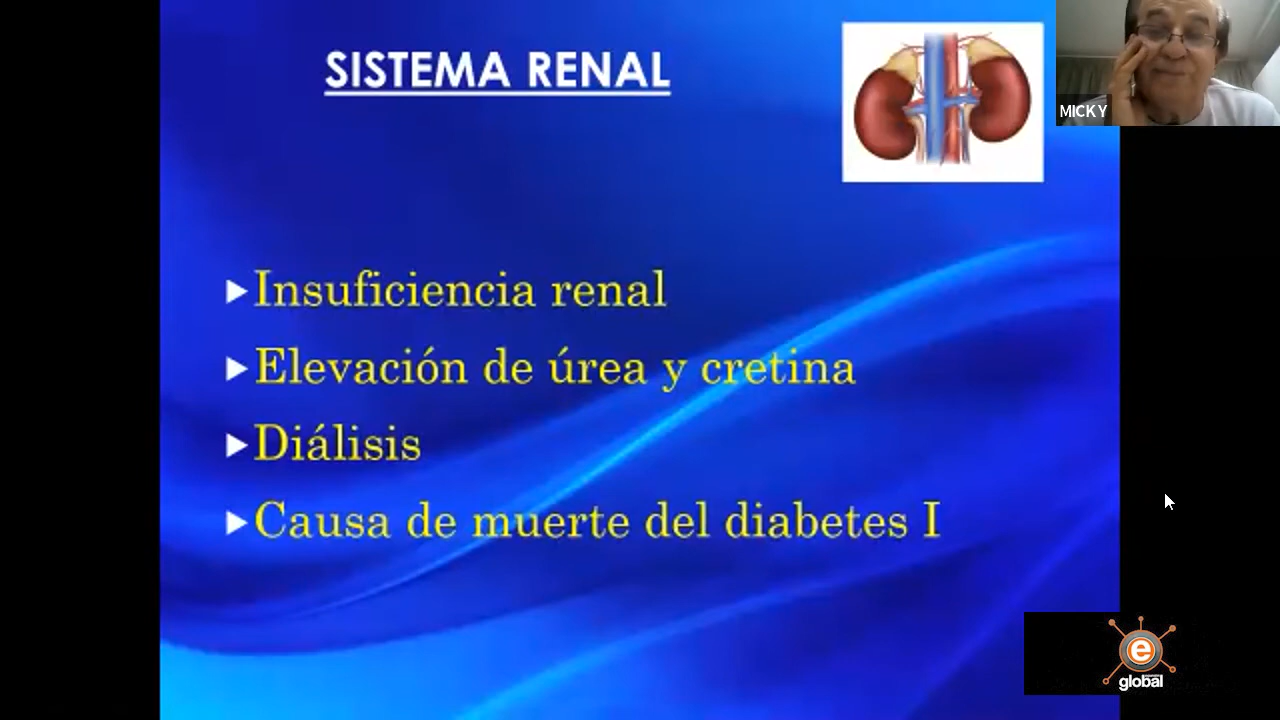 SISTEMA RENAL
MICKY
Insuficiencia renal
Elevación de úrea y cretina
Diálisis
Causa de muerte del diabetes I
e
global